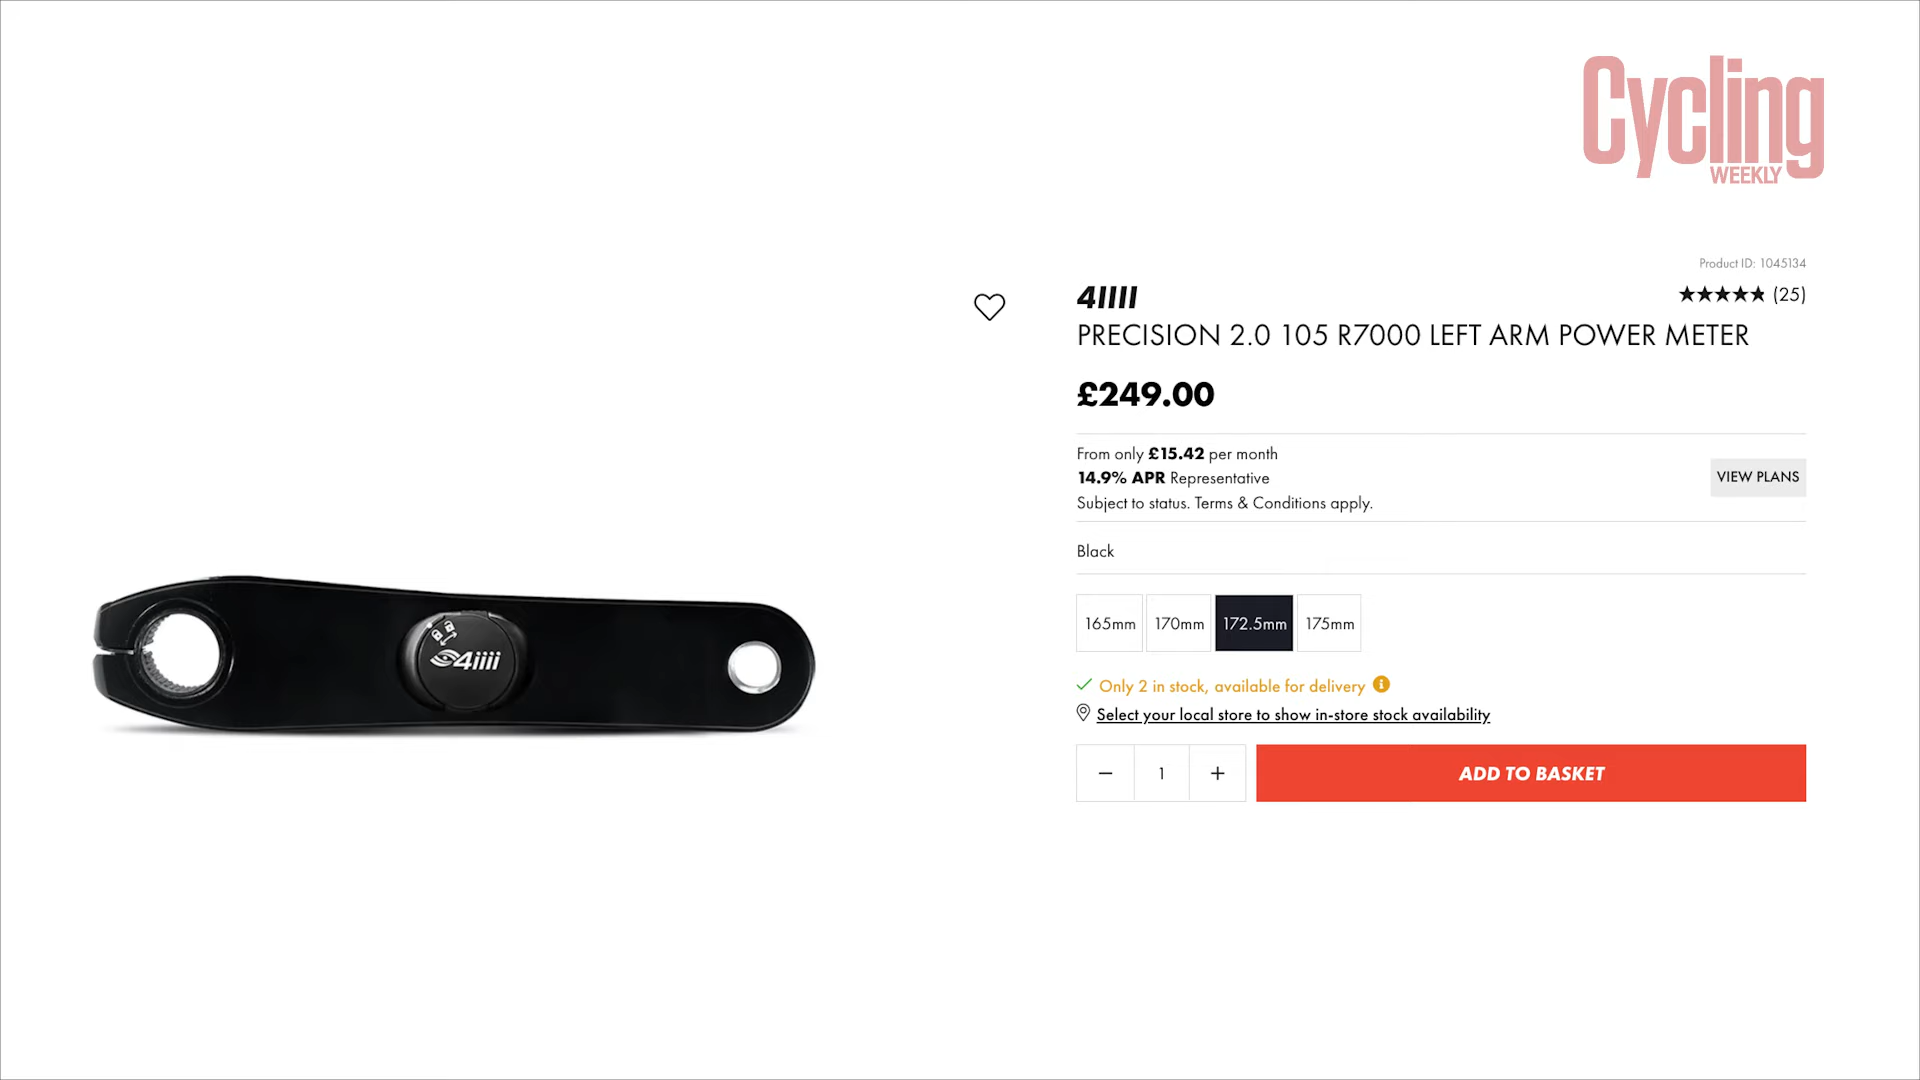 Cycling
WEEKLY
Product ID: 1045134
4IIII
(25)
PRECISION 2.0 105 R7000 LEFT ARM POWER METER
£249.00
From only £15.42 per month
14.9% APR Representative
Subject to status. Terms & Conditions apply.
VIEW PLANS
Black
165mm 170mm 172.5mm 175mm
4iiii
Only 2 in stock, available for delivery
Select your local store to show in-store stock availability
− 1 +
ADD TO BASKET